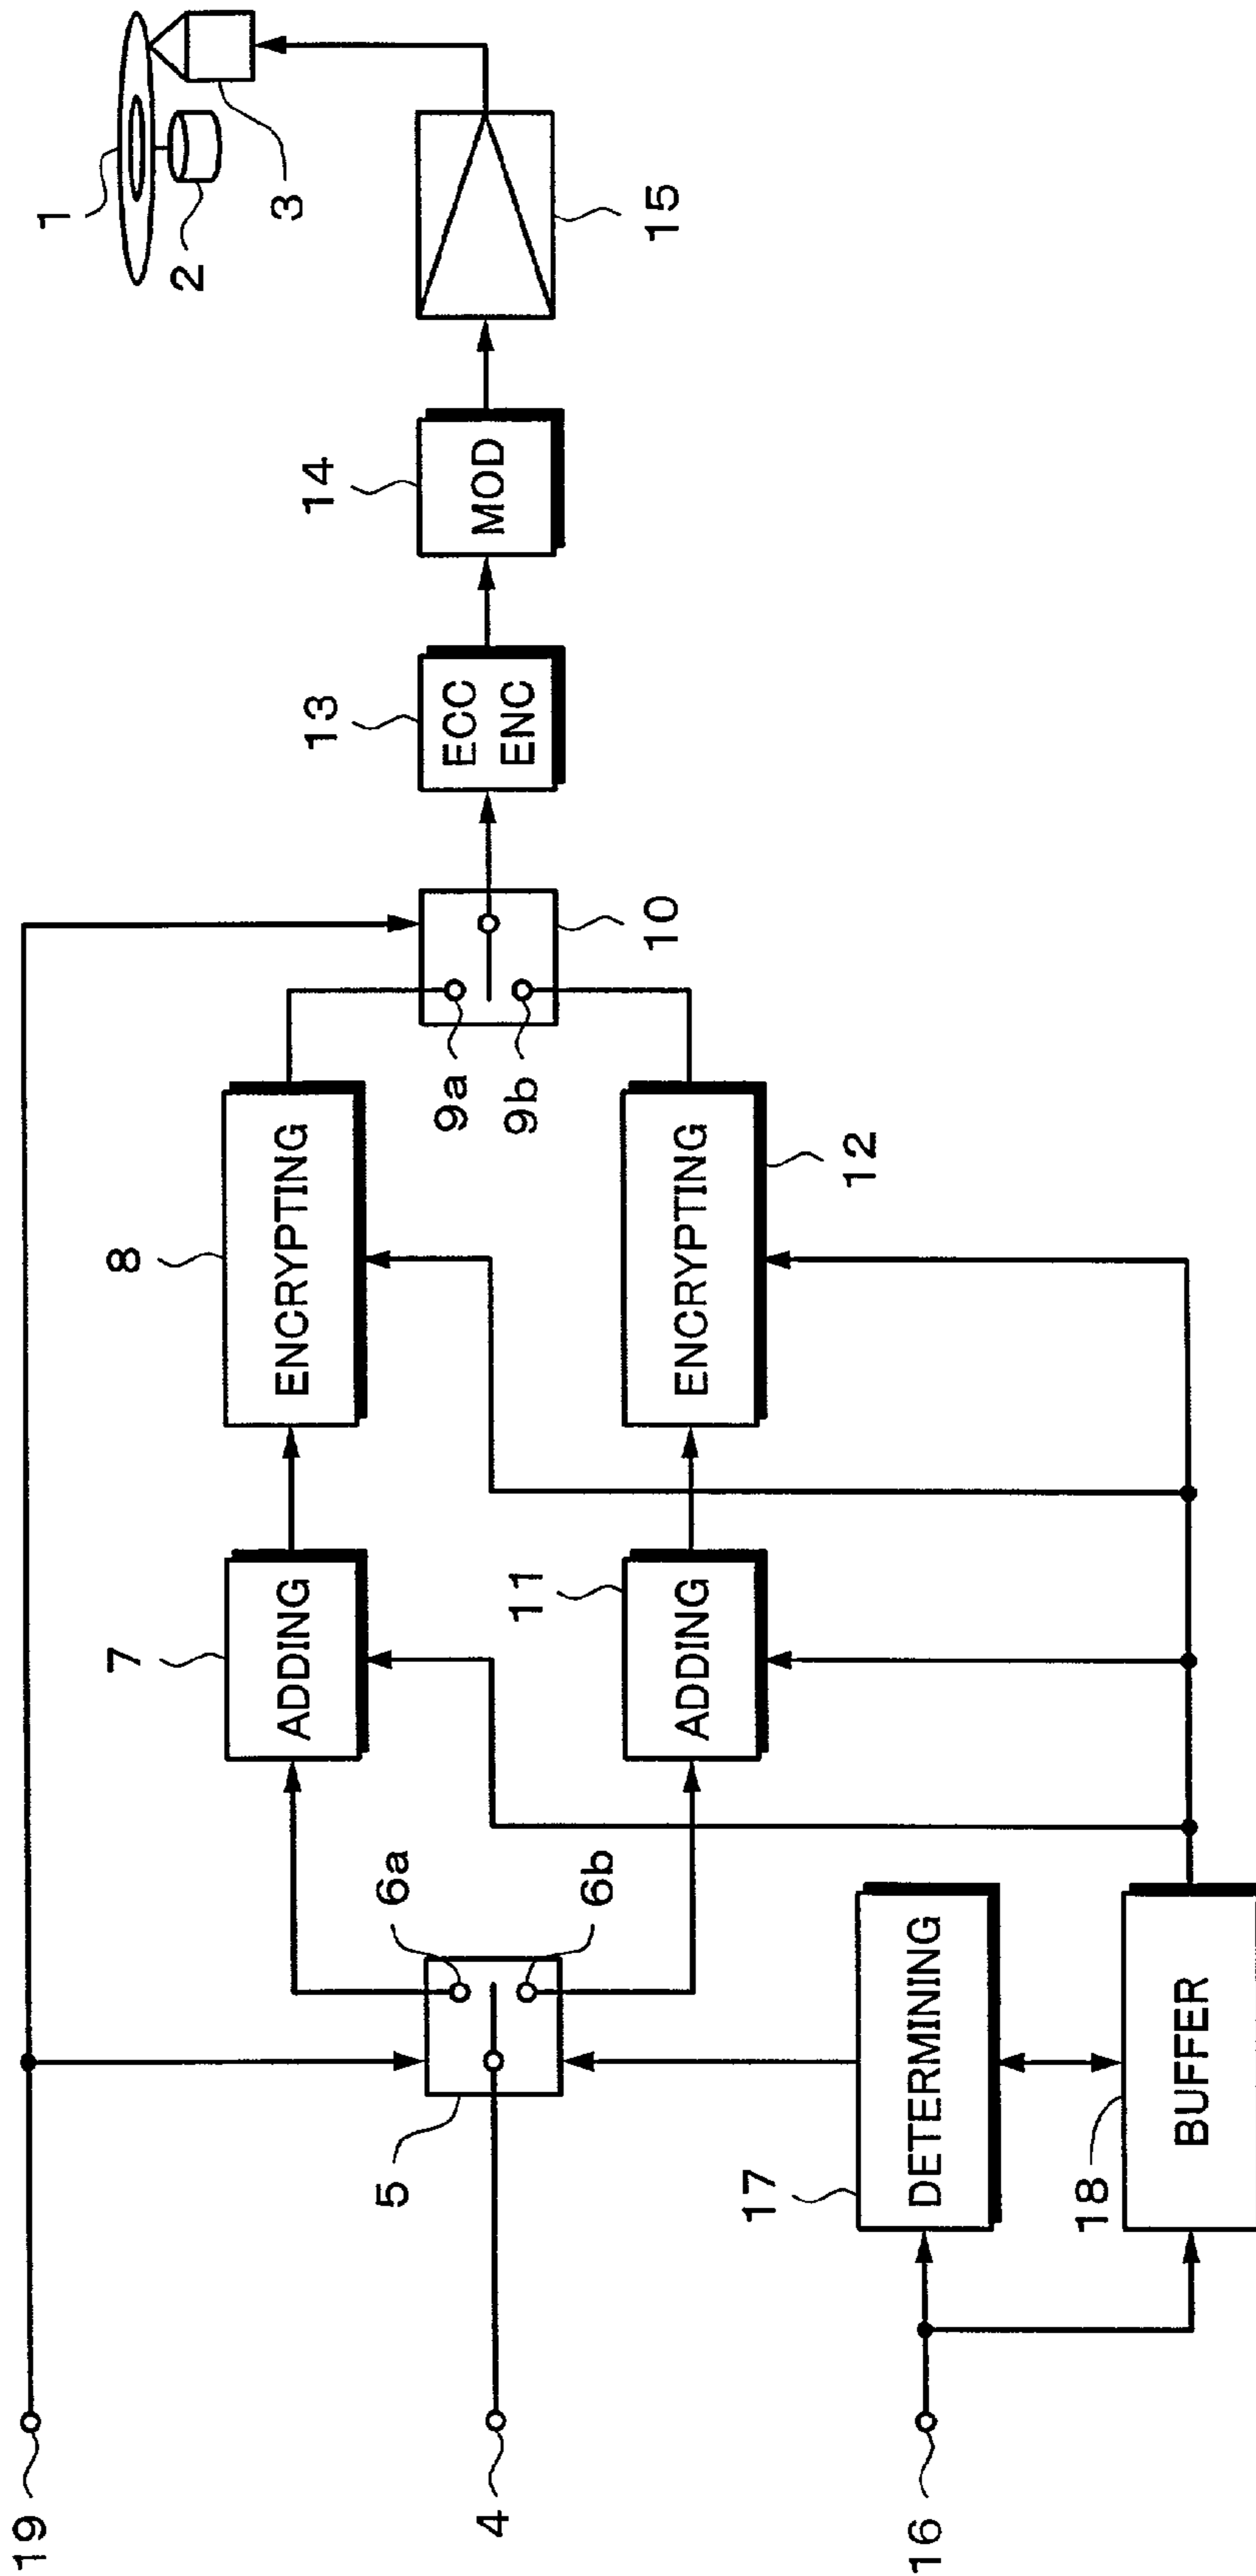 1
2
3
15
14
MOD
13
ECC
ENC
10
9a
9b
8
ENCRYPTING
12
ENCRYPTING
7
ADDING
11
ADDING
6a
6b
5
17
DETERMINING
18
BUFFER
19
4
16